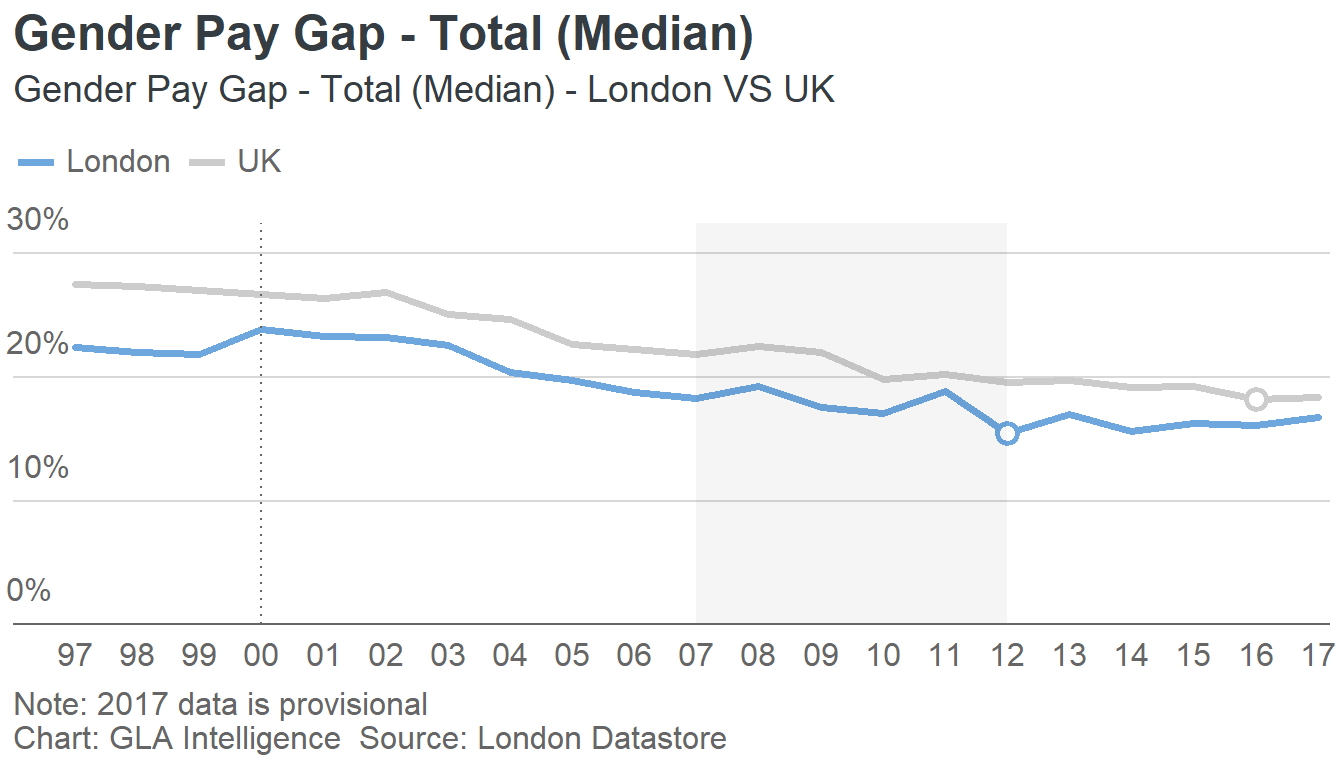 Gender Pay Gap - Total (Median)
Gender Pay Gap - Total (Median) - London VS UK
London UK
30%
20%
10%
0%
97 98 99 00 01 02 03 04 05 06 07 08 09 10 11 12 13 14 15 16 17
Note: 2017 data is provisional
Chart: GLA Intelligence  Source: London Datastore